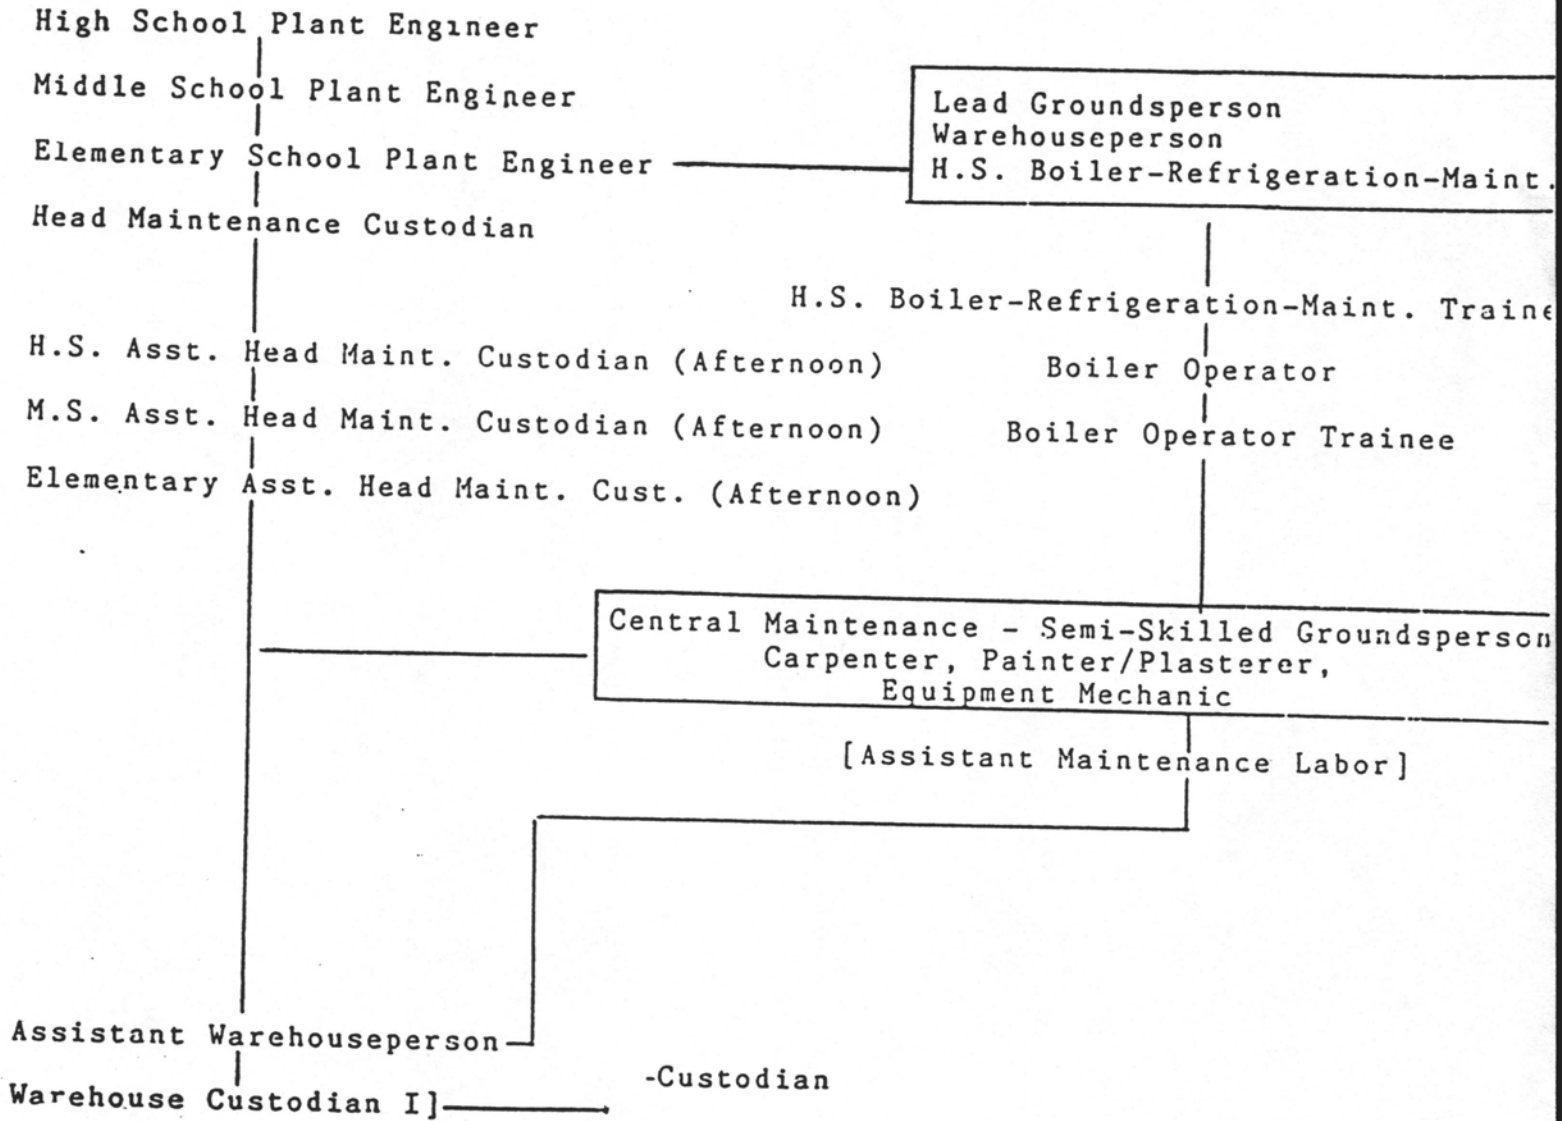 High School Plant Engineer
Middle School Plant Engineer
Elementary School Plant Engineer
Head Maintenance Custodian
H.S. Asst. Head Maint. Custodian (Afternoon)
M.S. Asst. Head Maint. Custodian (Afternoon)
Elementary Asst. Head Maint. Cust. (Afternoon)
Lead Groundsperson
Warehouseperson
H.S. Boiler-Refrigeration-Maint.
H.S. Boiler-Refrigeration-Maint. Traine
Boiler Operator
Boiler Operator Trainee
Central Maintenance - Semi-Skilled Groundsperson
Carpenter, Painter/Plasterer,
Equipment Mechanic
[Assistant Maintenance Labor]
Assistant Warehouseperson
Warehouse Custodian I]
-Custodian